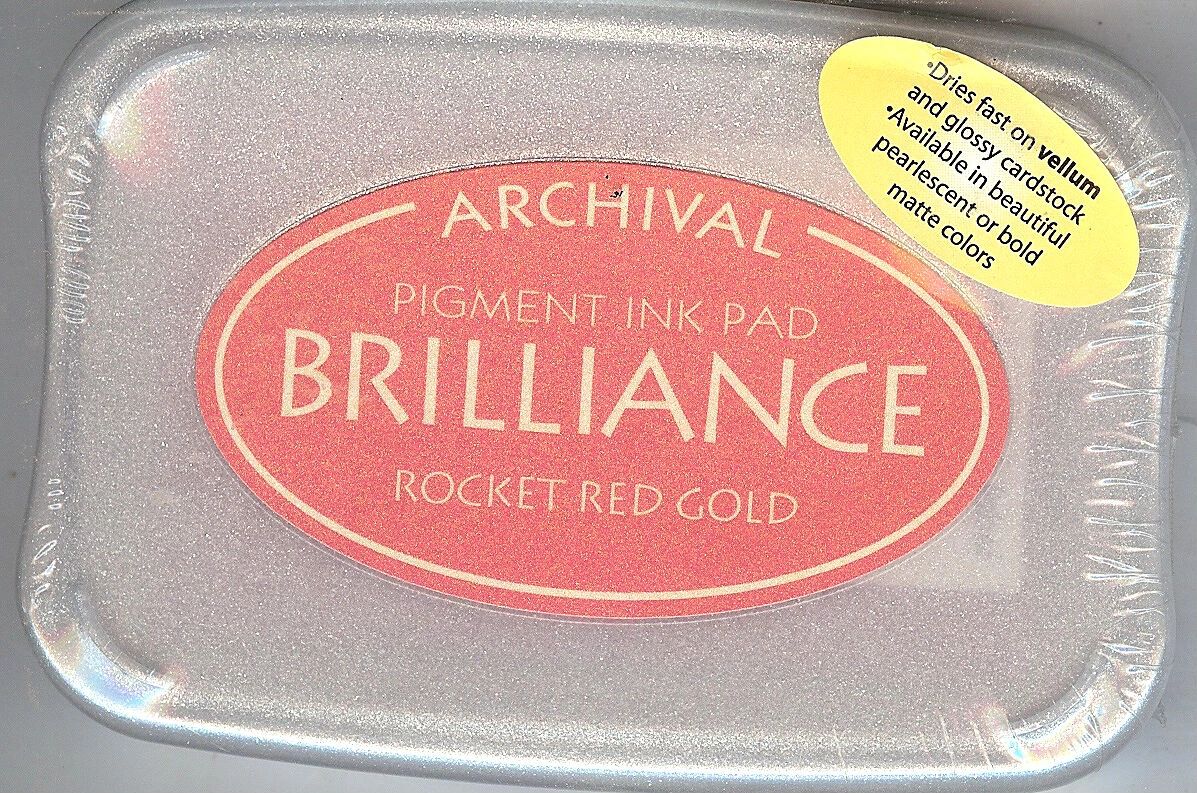 ARCHIVAL
PIGMENT INK PAD
BRILLIANCE
ROCKET RED GOLD
•Dries fast on vellum
and glossy cardstock
•Available in beautiful
pearlescent or bold
matte colors